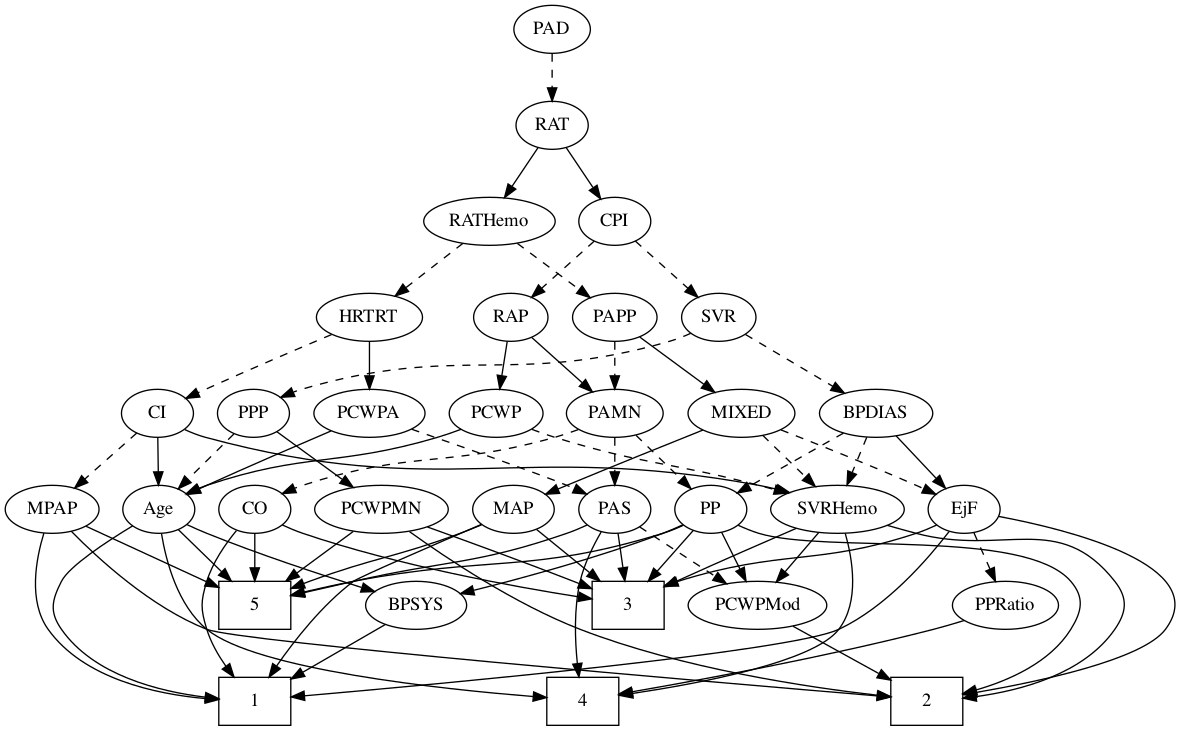 PAD
RAT
RATHemo
CPI
HRTRT
RAP
PAPP
SVR
CI
PPP
PCWPA
PCWP
PAMN
MIXED
BPDIAS
MPAP
Age
CO
PCWPMN
MAP
PAS
PP
SVRHemo
EjF
5
BPSYS
3
PCWPMod
PPRatio
1
4
2